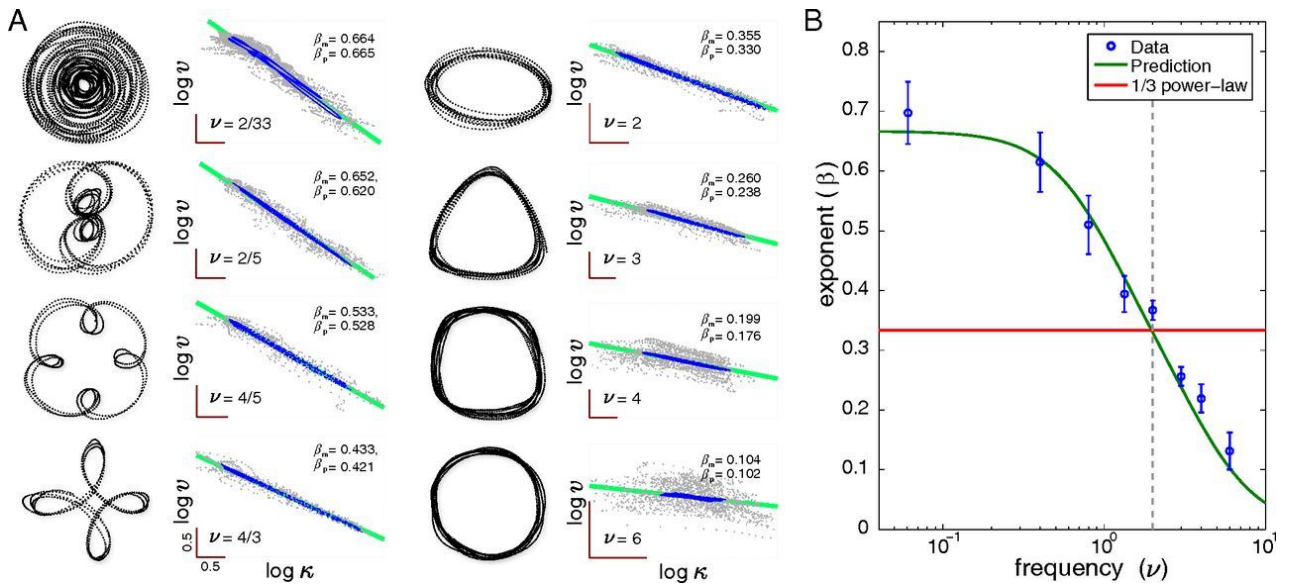 A
log v
βm= 0.664
βp= 0.665
ν = 2/33
log v
βm= 0.652,
βp= 0.620
ν = 2/5
log v
βm= 0.533,
βp= 0.528
ν = 4/5
log v
βm= 0.433,
βp= 0.421
0.5
ν = 4/3
0.5
log κ
log v
βm= 0.355
βp= 0.330
ν = 2
log v
βm= 0.260
βp= 0.238
ν = 3
log v
βm= 0.199
βp= 0.176
ν = 4
log v
βm= 0.104
βp= 0.102
ν = 6
log κ
B
Data
Prediction
1/3 power-law
exponent (β)
0.8
0.7
0.6
0.5
0.4
0.3
0.2
0.1
0
10⁻¹
10⁰
10¹
frequency (ν)